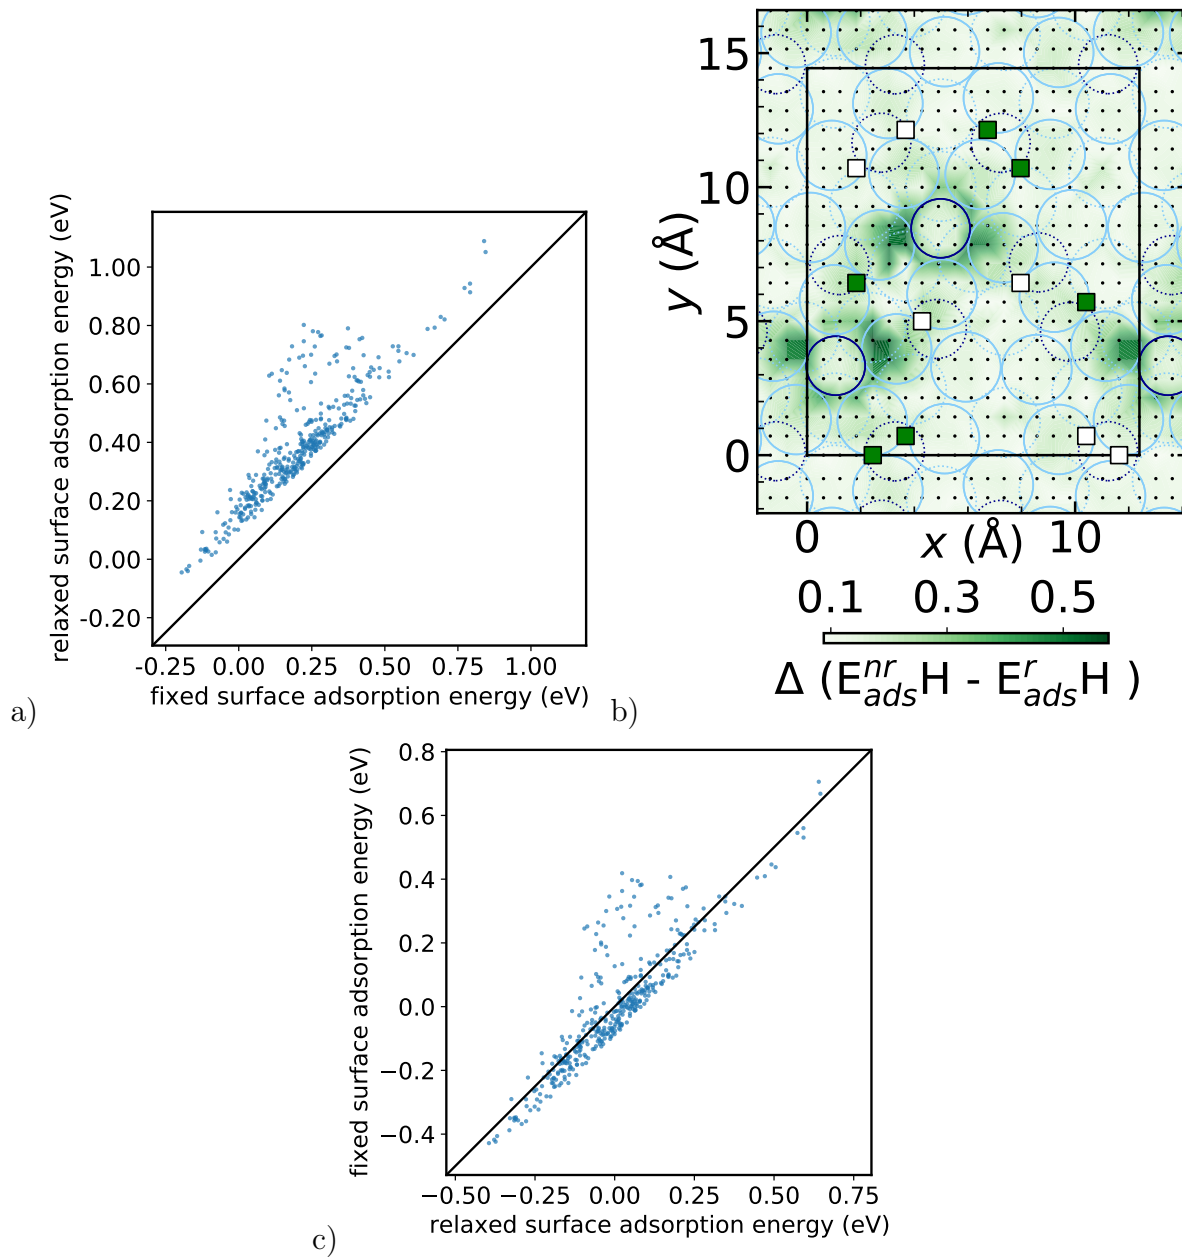 relaxed surface adsorption energy (eV)
1.00
0.80
0.60
0.40
0.20
0.00
-0.20
-0.25 0.00 0.25 0.50 0.75 1.00
fixed surface adsorption energy (eV)
a)
y (Å)
15
10
5
0
0 x (Å) 10
0.1 0.3 0.5
Δ (E^{nr}_{ads}H - E^{r}_{ads}H )
b)
fixed surface adsorption energy (eV)
0.8
0.6
0.4
0.2
0.0
−0.2
−0.4
−0.50 −0.25 0.00 0.25 0.50 0.75
relaxed surface adsorption energy (eV)
c)